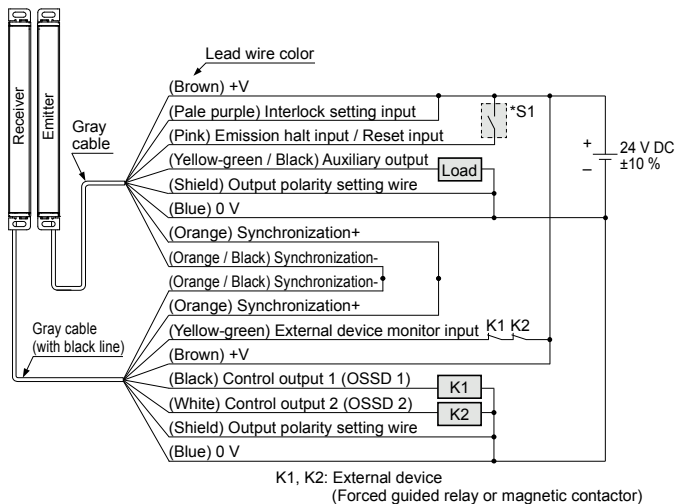 Receiver
Emitter
Lead wire color
Gray
cable
(Brown) +V
(Pale purple) Interlock setting input
(Pink) Emission halt input / Reset input
*S1
(Yellow-green / Black) Auxiliary output
Load
(Shield) Output polarity setting wire
(Blue) 0 V
+
−
24 V DC
±10 %
(Orange) Synchronization+
(Orange / Black) Synchronization-
(Orange / Black) Synchronization-
(Orange) Synchronization+
Gray cable
(with black line)
(Yellow-green) External device monitor input K1 K2
(Brown) +V
(Black) Control output 1 (OSSD 1)
K1
(White) Control output 2 (OSSD 2)
K2
(Shield) Output polarity setting wire
(Blue) 0 V
K1, K2: External device
(Forced guided relay or magnetic contactor)